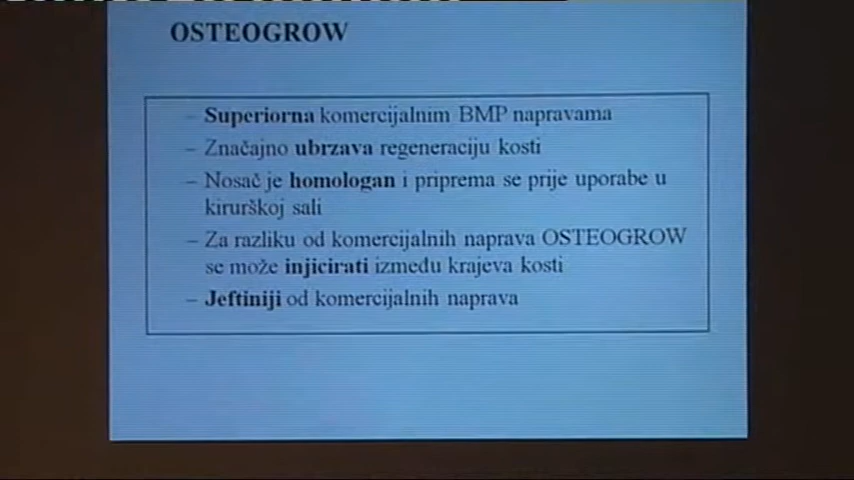 OSTEOGROW
– Superiorna komercijalnim BMP napravama
– Značajno ubrzava regeneraciju kosti
– Nosač je homologan i priprema se prije uporabe u
kirurškoj sali
– Za razliku od komercijalnih naprava OSTEOGROW
se može injicirati između krajeva kosti
– Jeftiniji od komercijalnih naprava